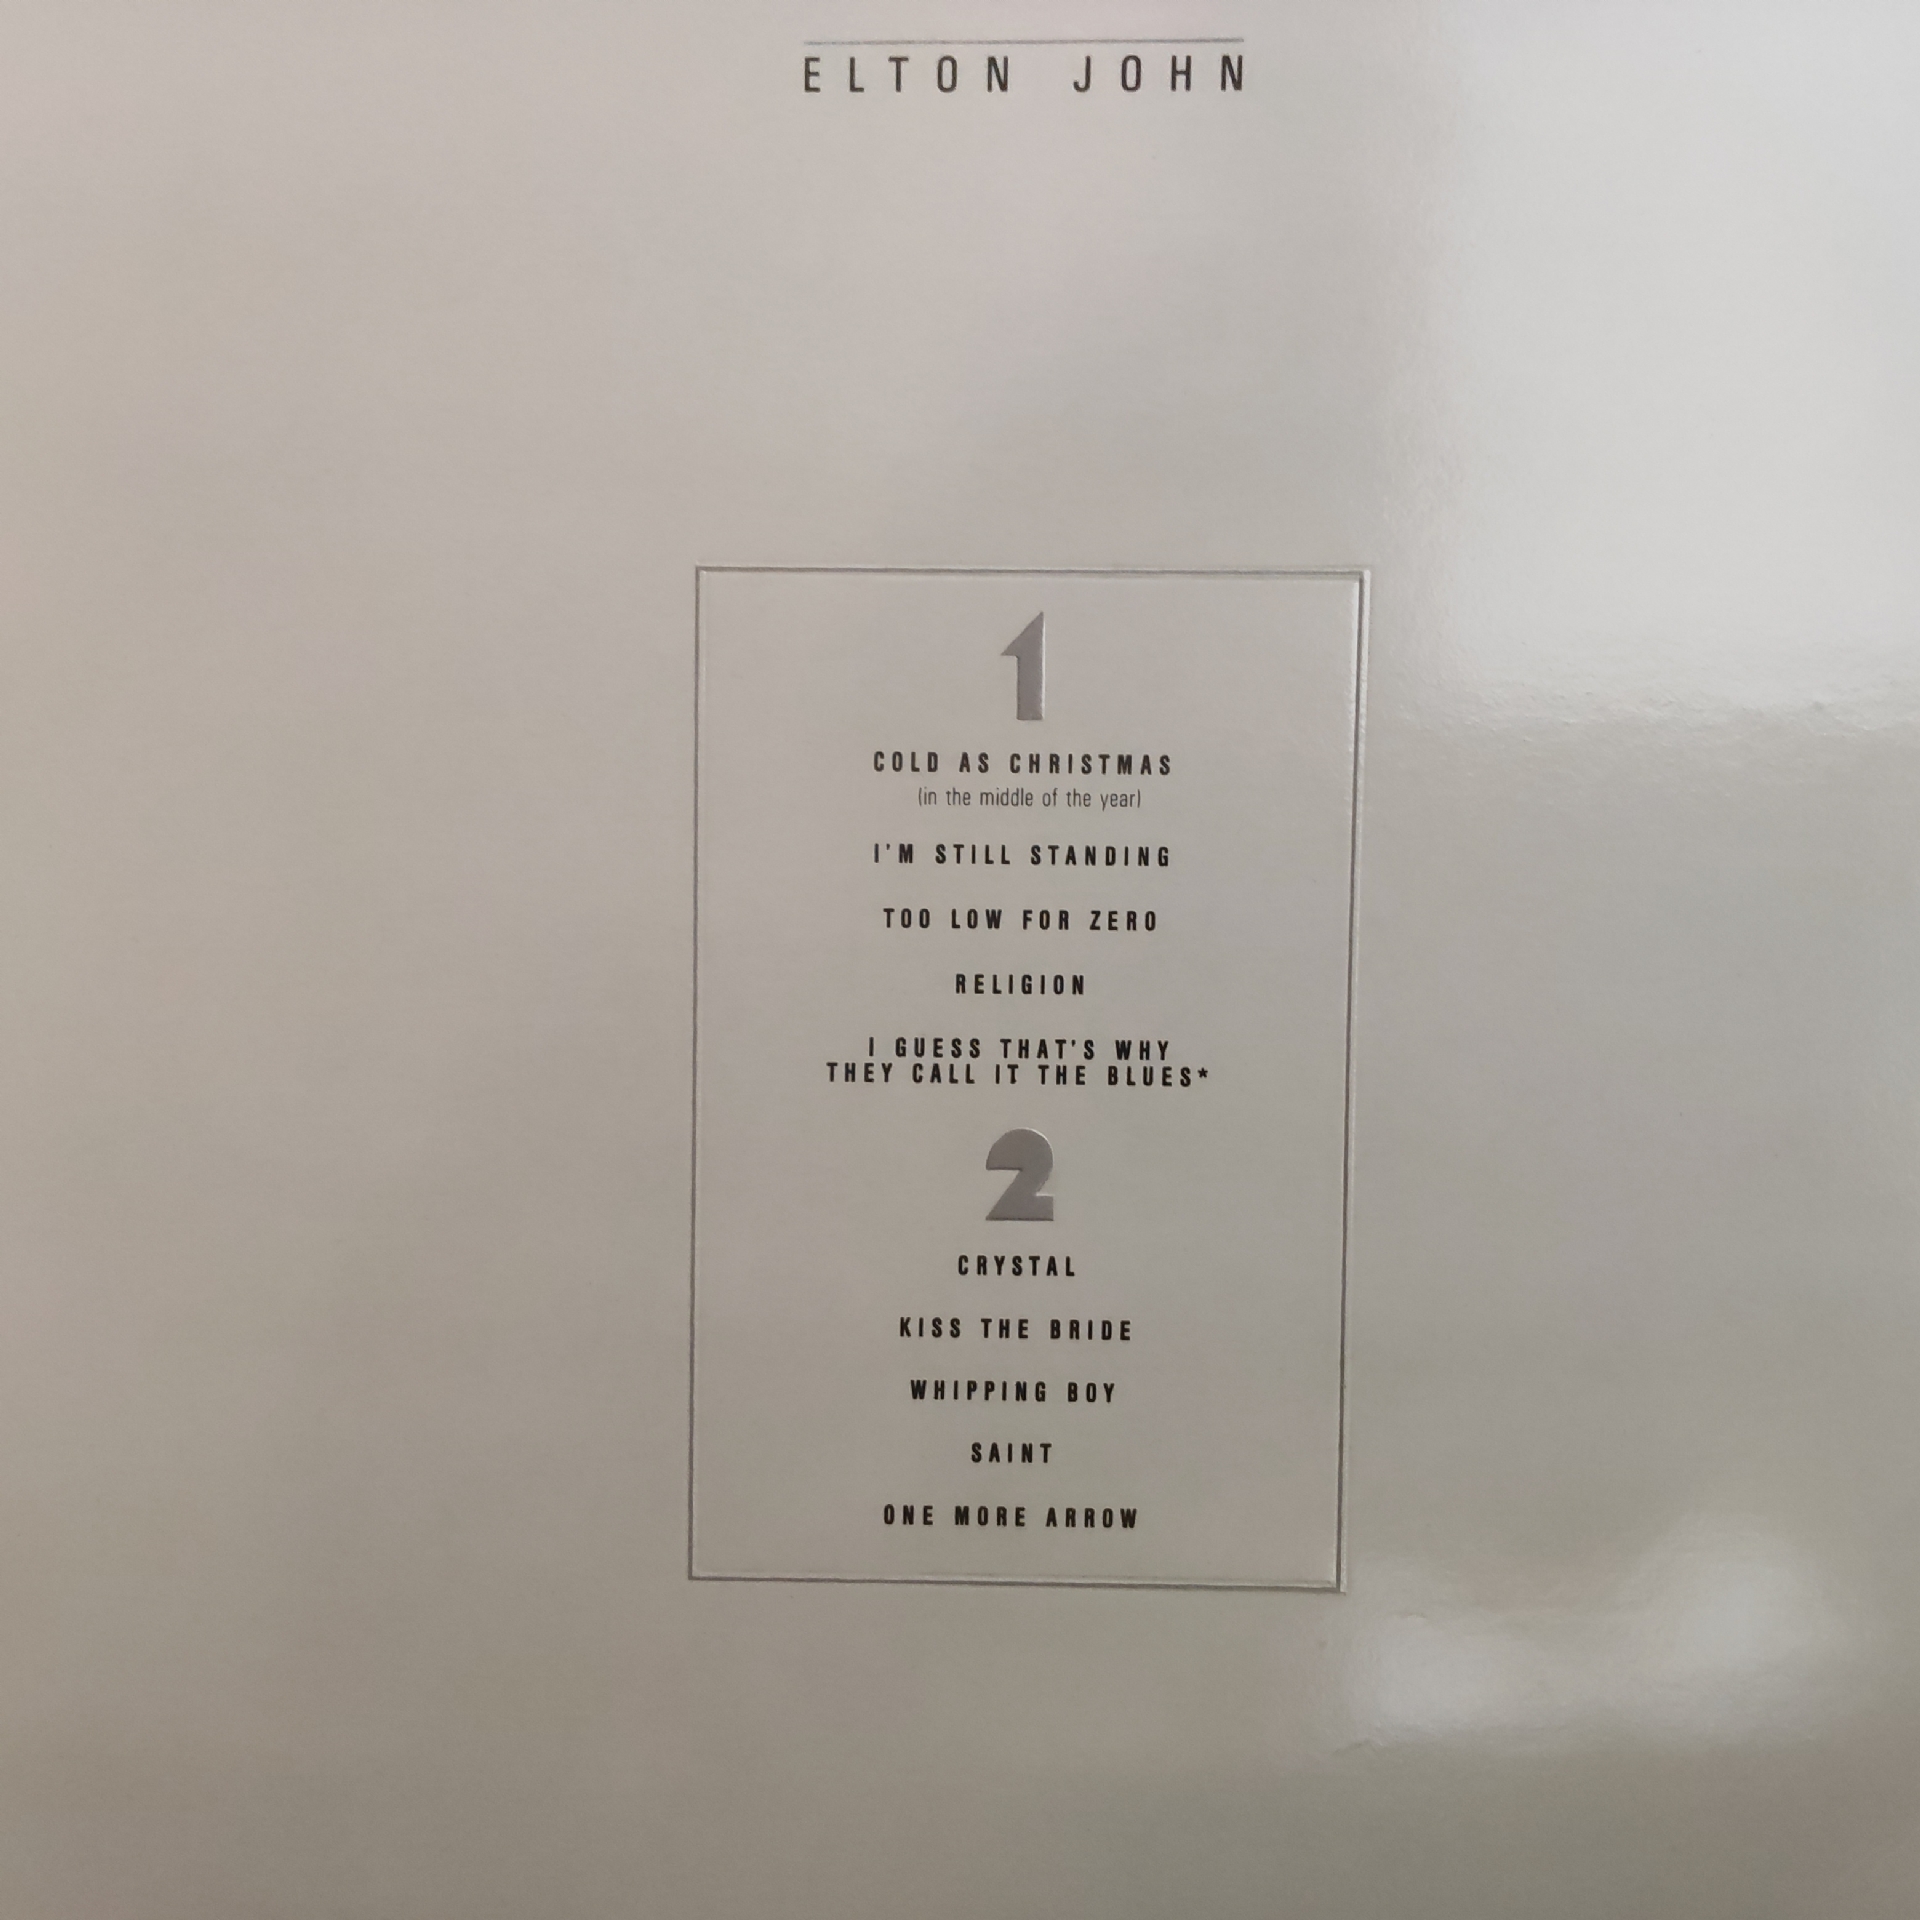 ELTON JOHN
1
COLD AS CHRISTMAS
(in the middle of the year)
I'M STILL STANDING
TOO LOW FOR ZERO
RELIGION
I GUESS THAT'S WHY
THEY CALL IT THE BLUES*
2
CRYSTAL
KISS THE BRIDE
WHIPPING BOY
SAINT
ONE MORE ARROW